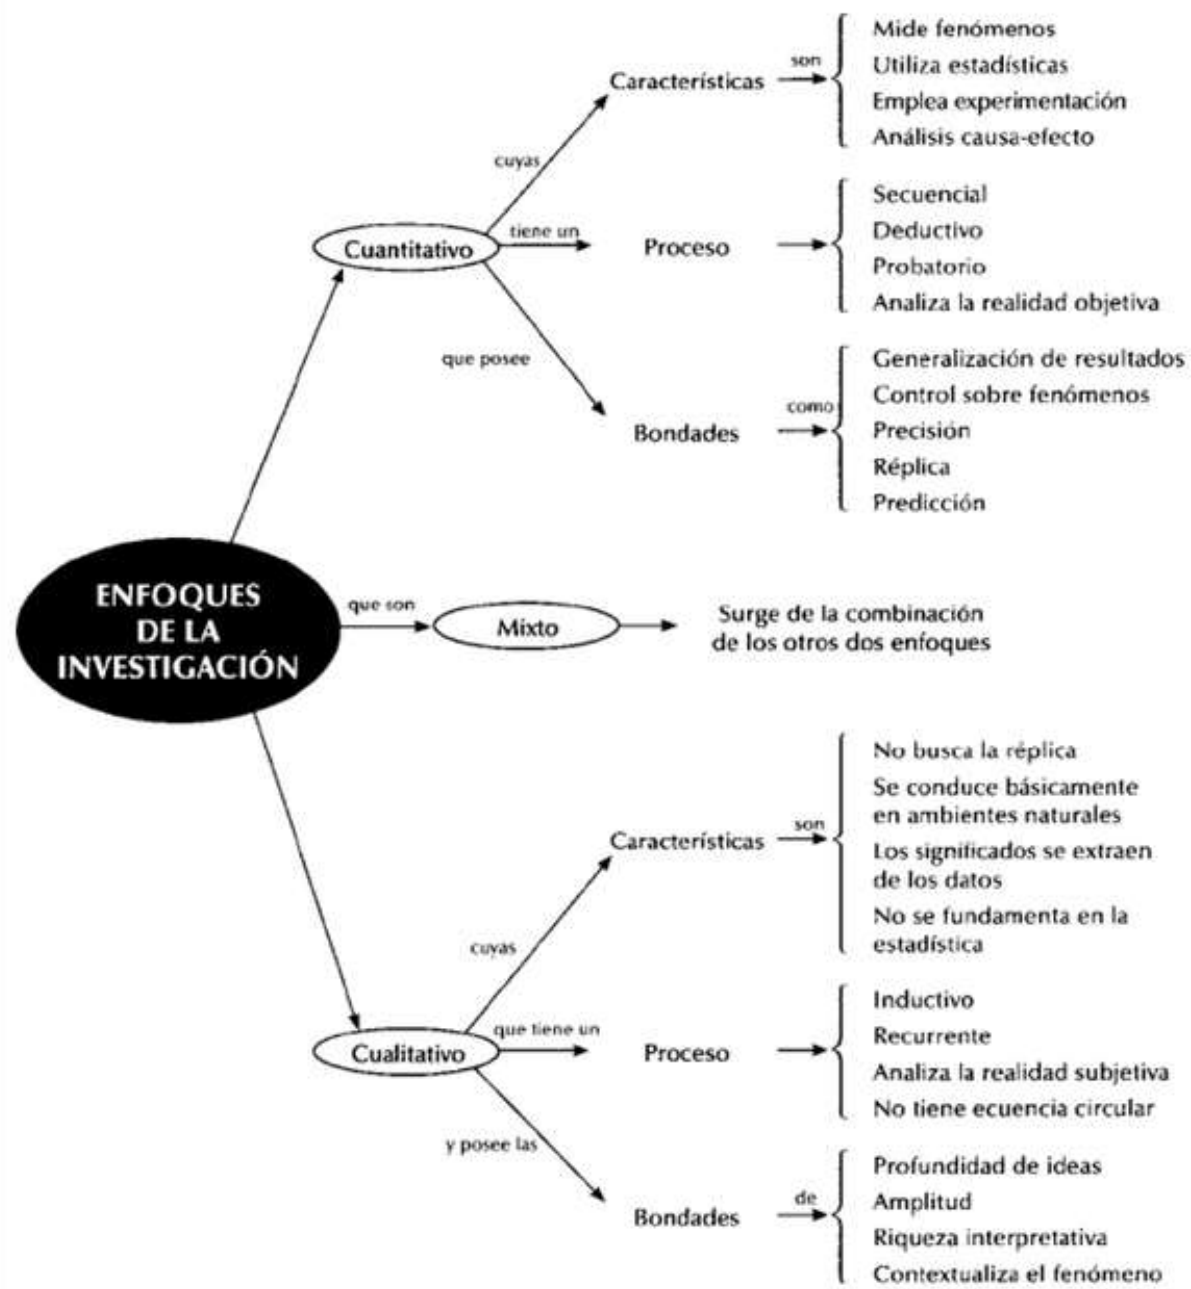 ENFOQUES
DE LA
INVESTIGACIÓN
Cuantitativo
cuyas
Características
son
Mide fenómenos
Utiliza estadísticas
Emplea experimentación
Análisis causa-efecto
tiene un
Proceso
Secuencial
Deductivo
Probatorio
Analiza la realidad objetiva
que posee
Bondades
como
Generalización de resultados
Control sobre fenómenos
Precisión
Réplica
Predicción
que son
Mixto
Surge de la combinación
de los otros dos enfoques
Cualitativo
cuyas
Características
son
No busca la réplica
Se conduce básicamente
en ambientes naturales
Los significados se extraen
de los datos
No se fundamenta en la
estadística
que tiene un
Proceso
Inductivo
Recurrente
Analiza la realidad subjetiva
No tiene ecuencia circular
y posee las
Bondades
de
Profundidad de ideas
Amplitud
Riqueza interpretativa
Contextualiza el fenómeno